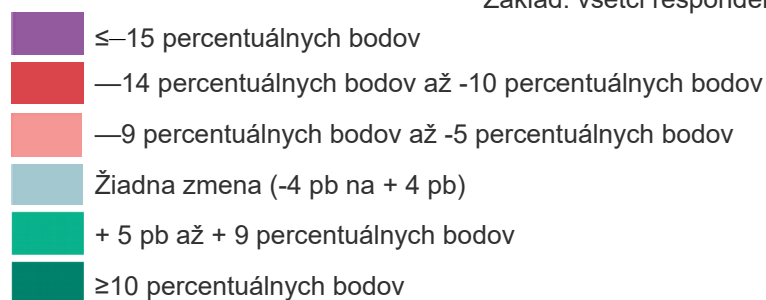 Základ: všetci
≤—15 percentuálnych bodov
—14 percentuálnych bodov až -10 percentuálnych bodov
—9 percentuálnych bodov až -5 percentuálnych bodov
Žiadna zmena (-4 pb na + 4 pb)
+ 5 pb až + 9 percentuálnych bodov
≥10 percentuálnych bodov